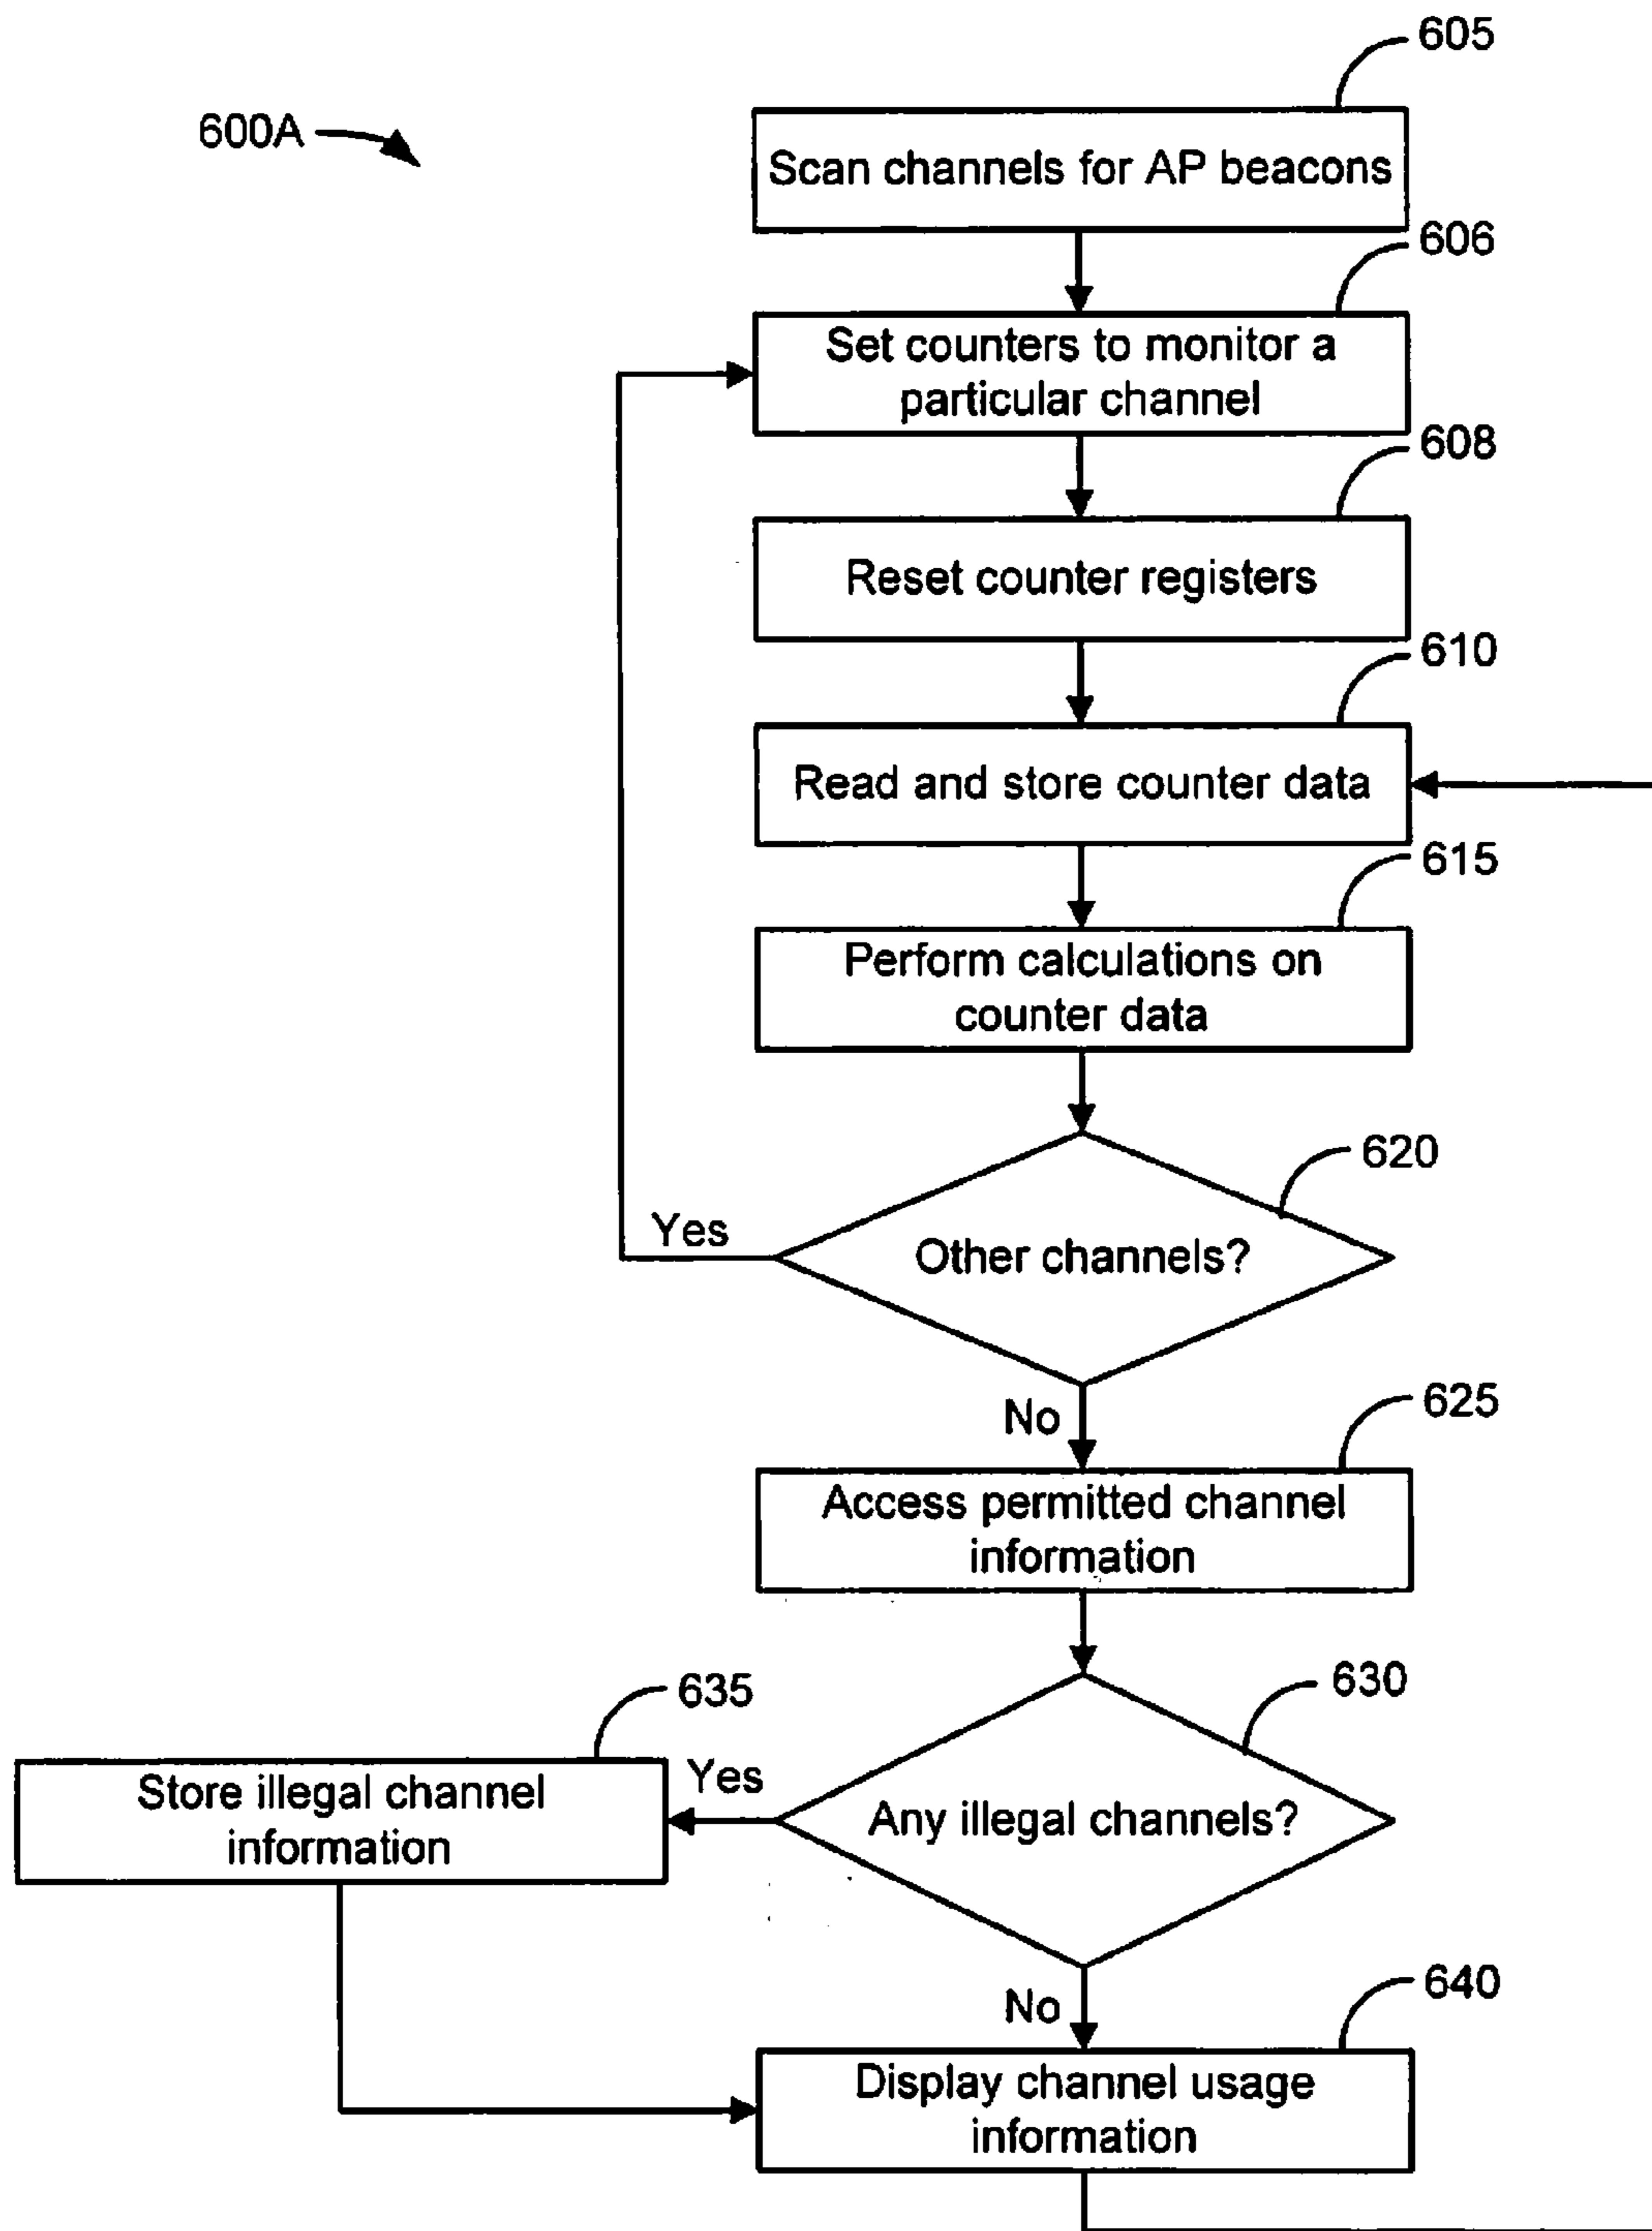 605
600A
Scan channels for AP beacons
606
Set counters to monitor a
particular channel
608
Reset counter registers
610
Read and store counter data
615
Perform calculations on
counter data
620
Yes
Other channels?
No
625
Access permitted channel
information
630
635
Yes
Store illegal channel
information
Any illegal channels?
No
640
Display channel usage
information